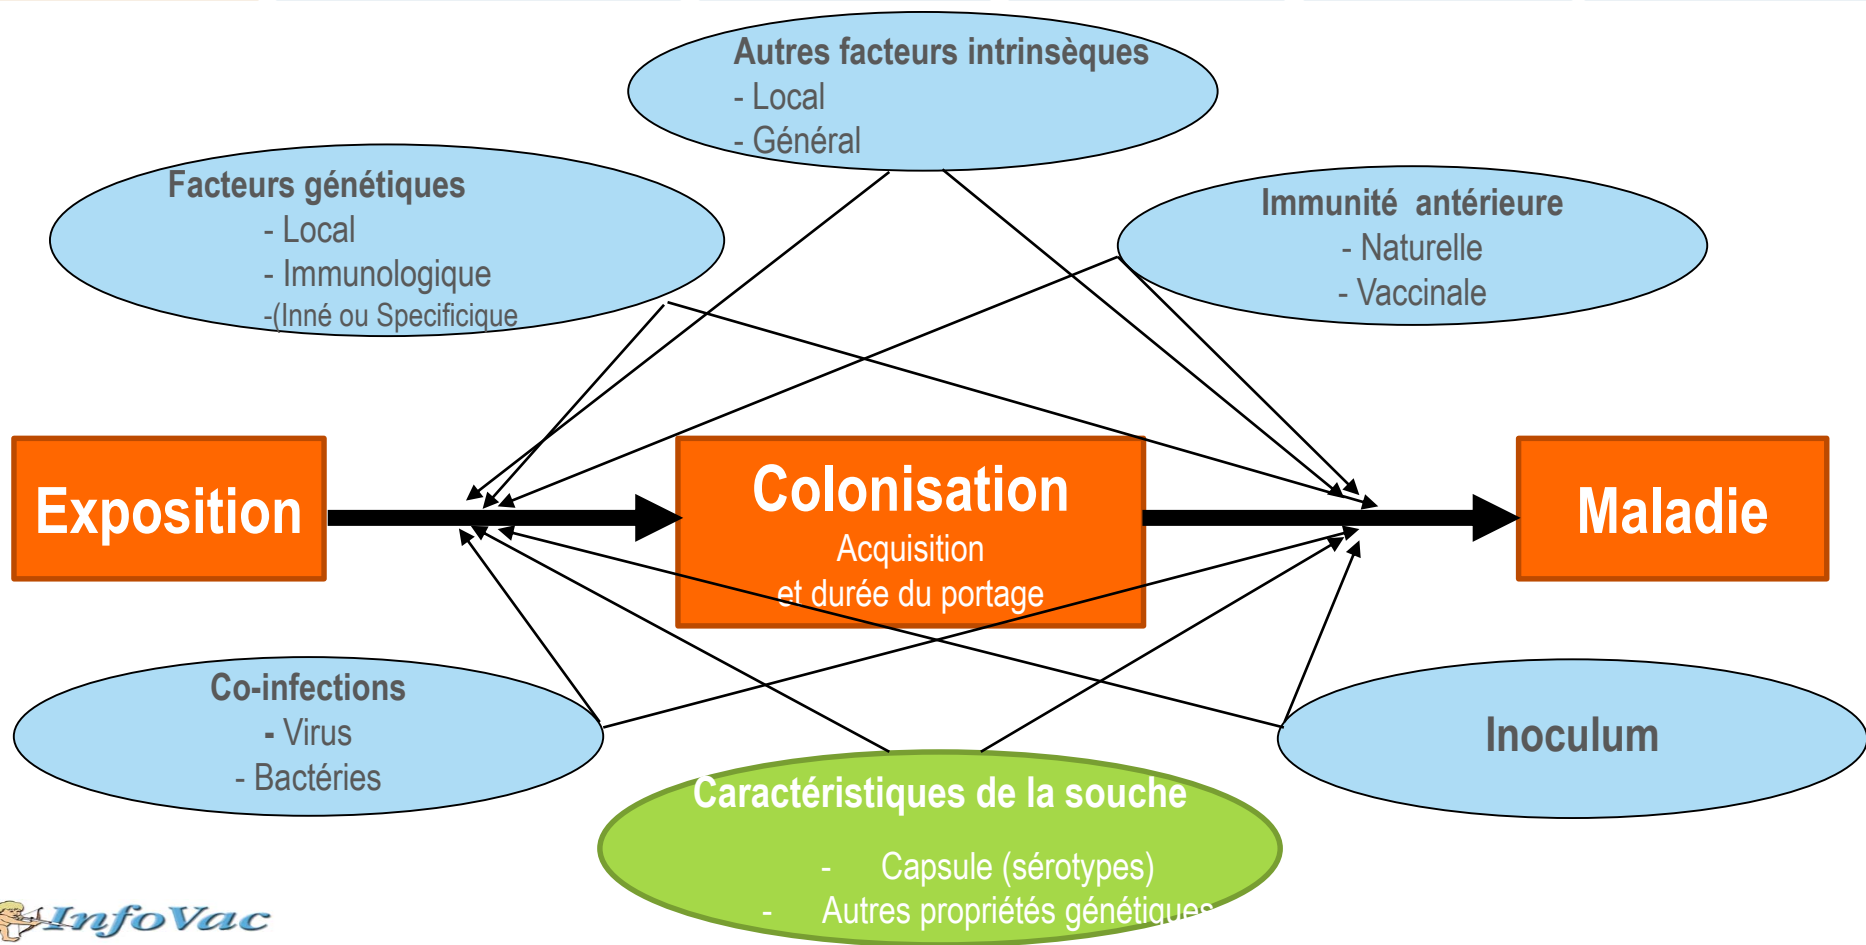 Autres facteurs intrinsèques
- Local
- Général
Facteurs génétiques
- Local
- Immunologique
-(Inné ou Specificique
Immunité antérieure
- Naturelle
- Vaccinale
Exposition
Colonisation
Acquisition
et durée du portage
Maladie
Co-infections
- Virus
- Bactéries
Caractéristiques de la souche
- Capsule (sérotypes)
- Autres propriétés génétiques
Inoculum
InfoVac